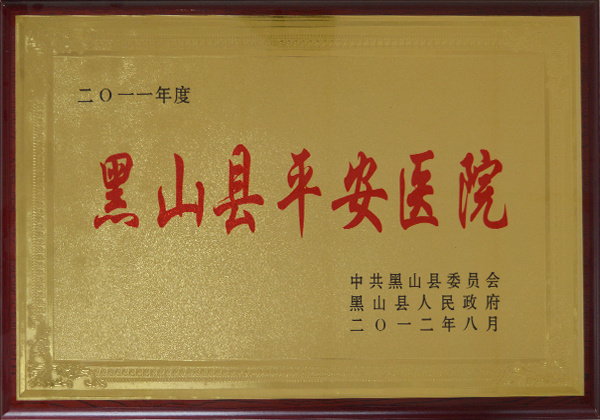 二〇一一年度
黑山县平安医院
中共黑山县委员会
黑山县人民政府
二〇一二年八月